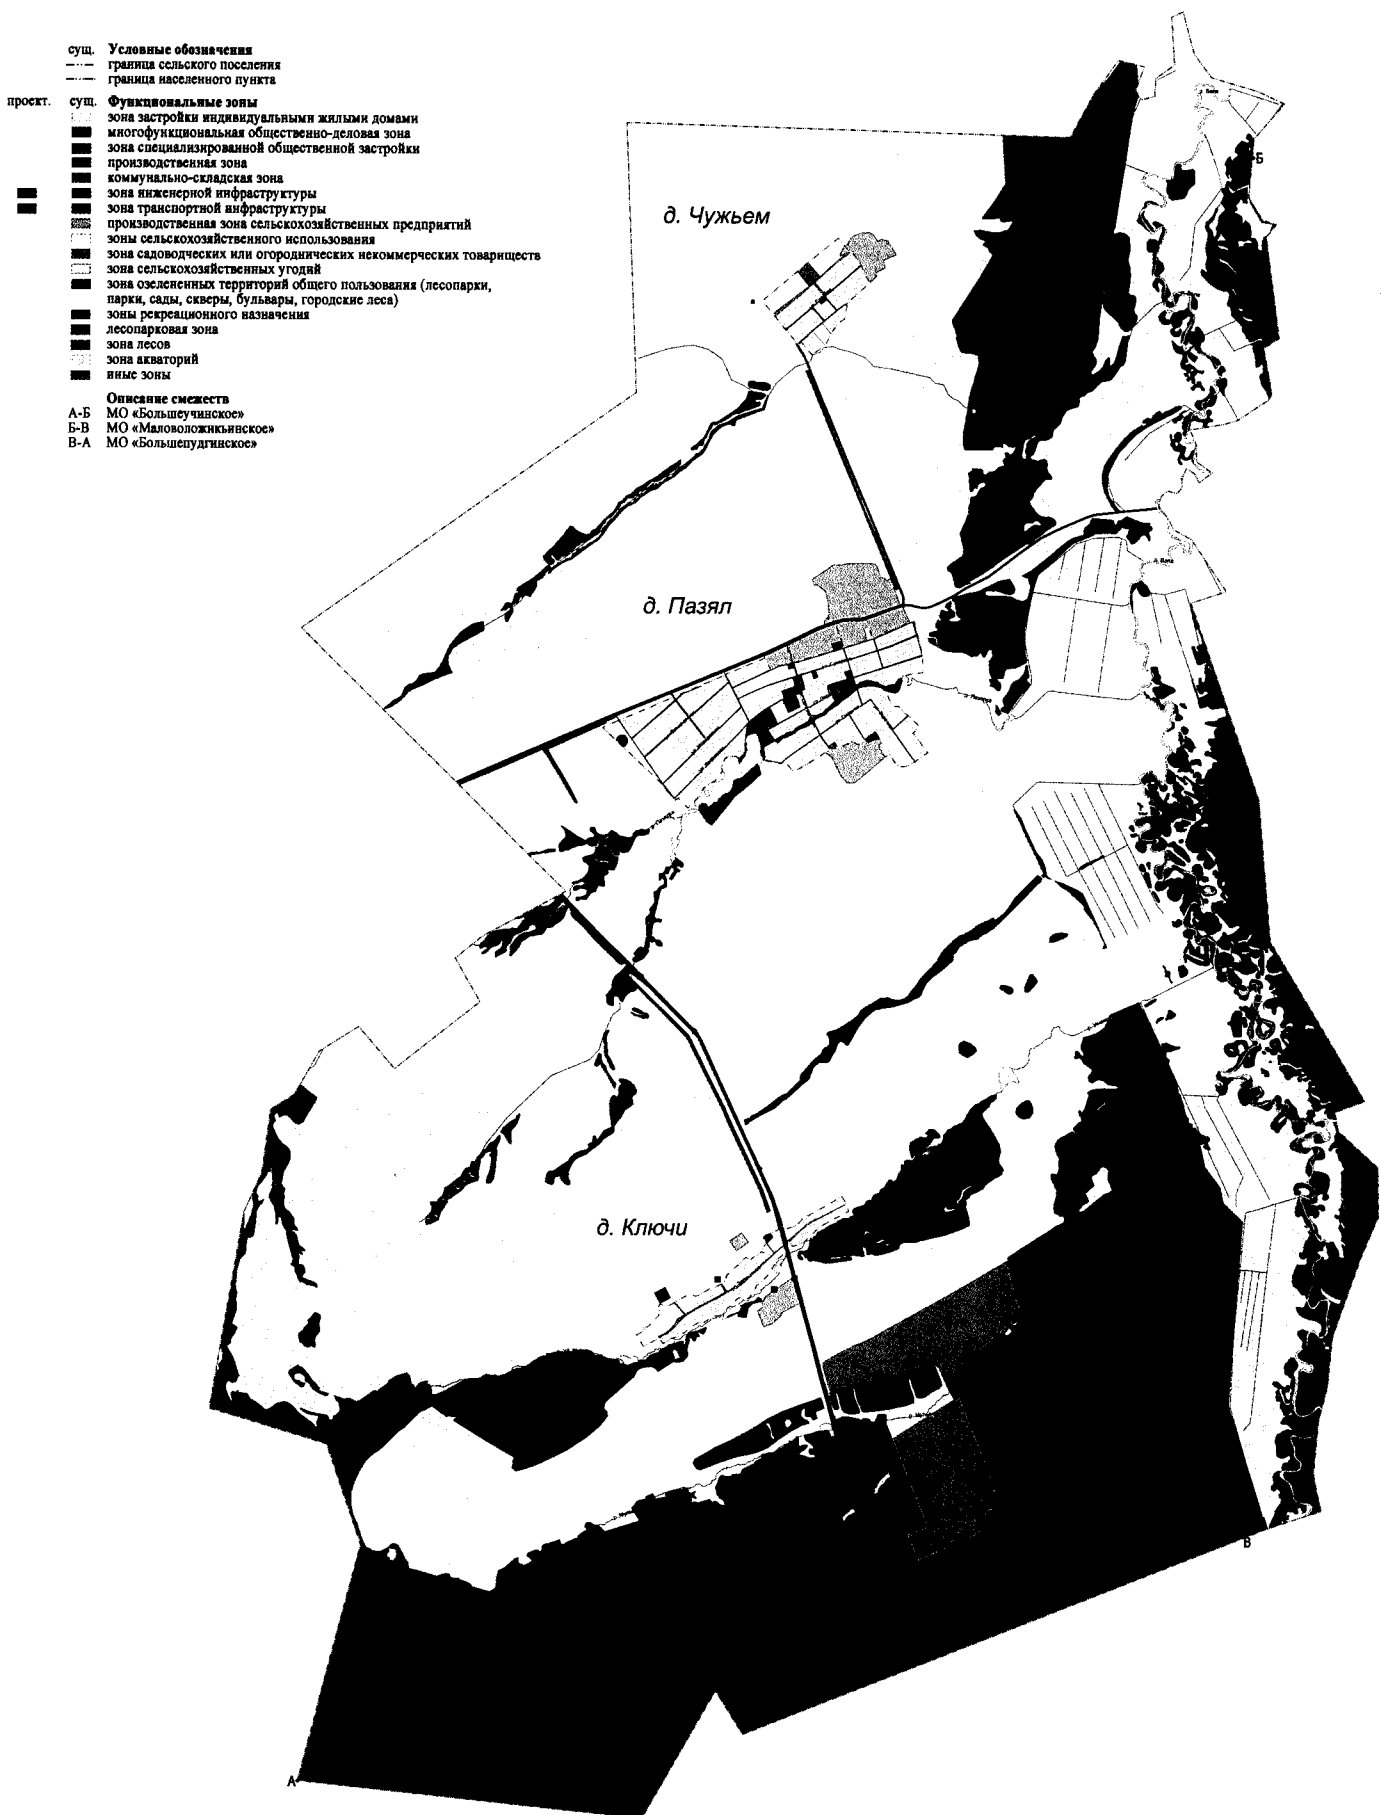 сущ. Условные обозначения
граница сельского поселения
граница населенного пункта
проект. сущ. Функциональные зоны
зона застройки индивидуальными жилыми домами
многофункциональная общественно-деловая зона
зона специализированной общественной застройки
производственная зона
коммунально-складская зона
зона инженерной инфраструктуры
зона транспортной инфраструктуры
производственная зона сельскохозяйственных предприятий
зоны сельскохозяйственного использования
зона садоводческих или огороднических некоммерческих товариществ
зона сельскохозяйственных угодий
зона озелененных территорий общего пользования (лесопарки,
парки, сады, скверы, бульвары, городские леса)
зоны рекреационного назначения
лесопарковая зона
зона лесов
зона акваторий
иные зоны
Описание смежеств
А-Б МО «Большеучинское»
Б-В МО «Маловоложикьинское»
В-А МО «Большепудгинское»
Б
д. Чужьем
д. Пазял
д. Ключи
В
А